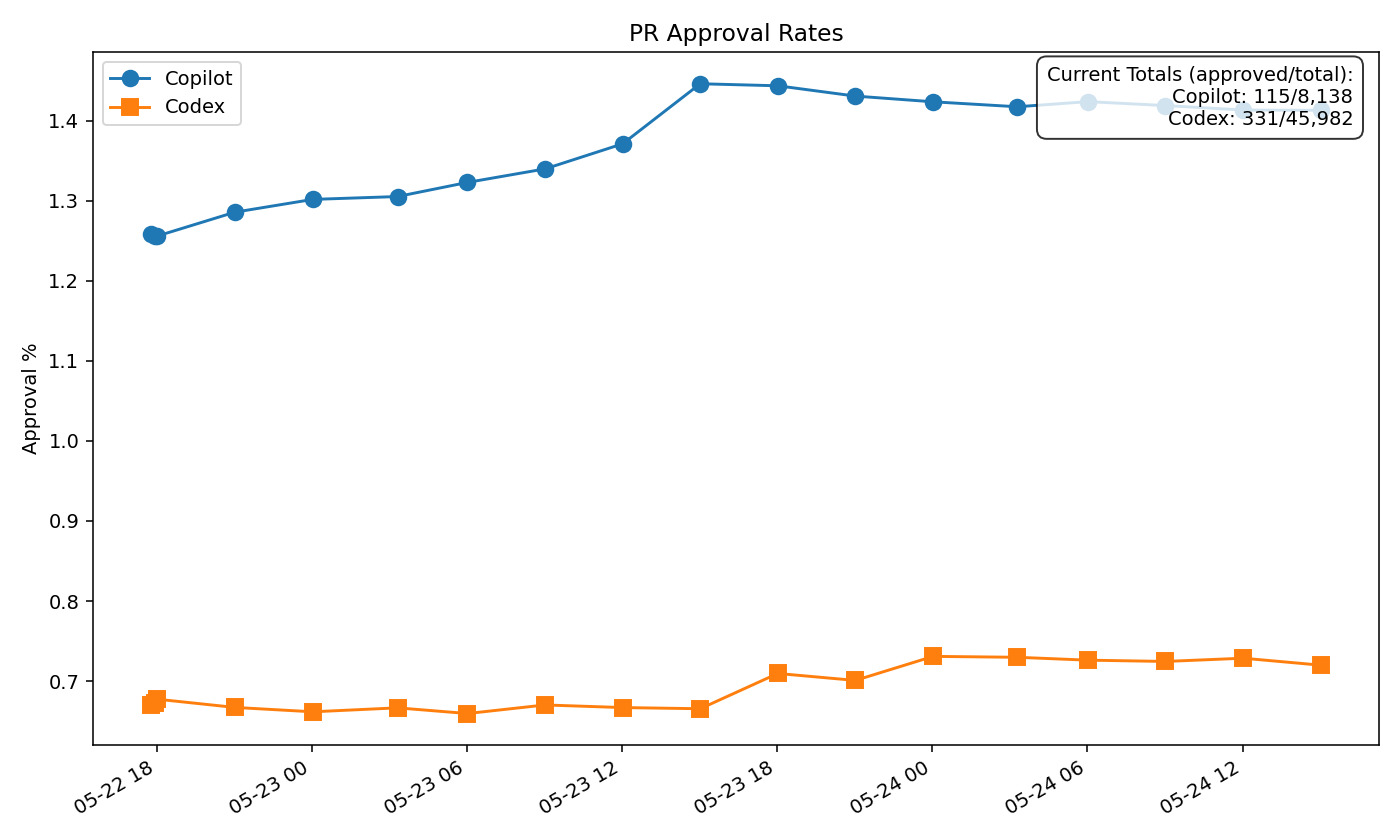 PR Approval Rates
Copilot
Codex
Current Totals (approved/total):
Copilot: 115/8,138
Codex: 331/45,982
Approval %
1.4
1.3
1.2
1.1
1.0
0.9
0.8
0.7
05-22 18
05-23 00
05-23 06
05-23 12
05-23 18
05-24 00
05-24 06
05-24 12